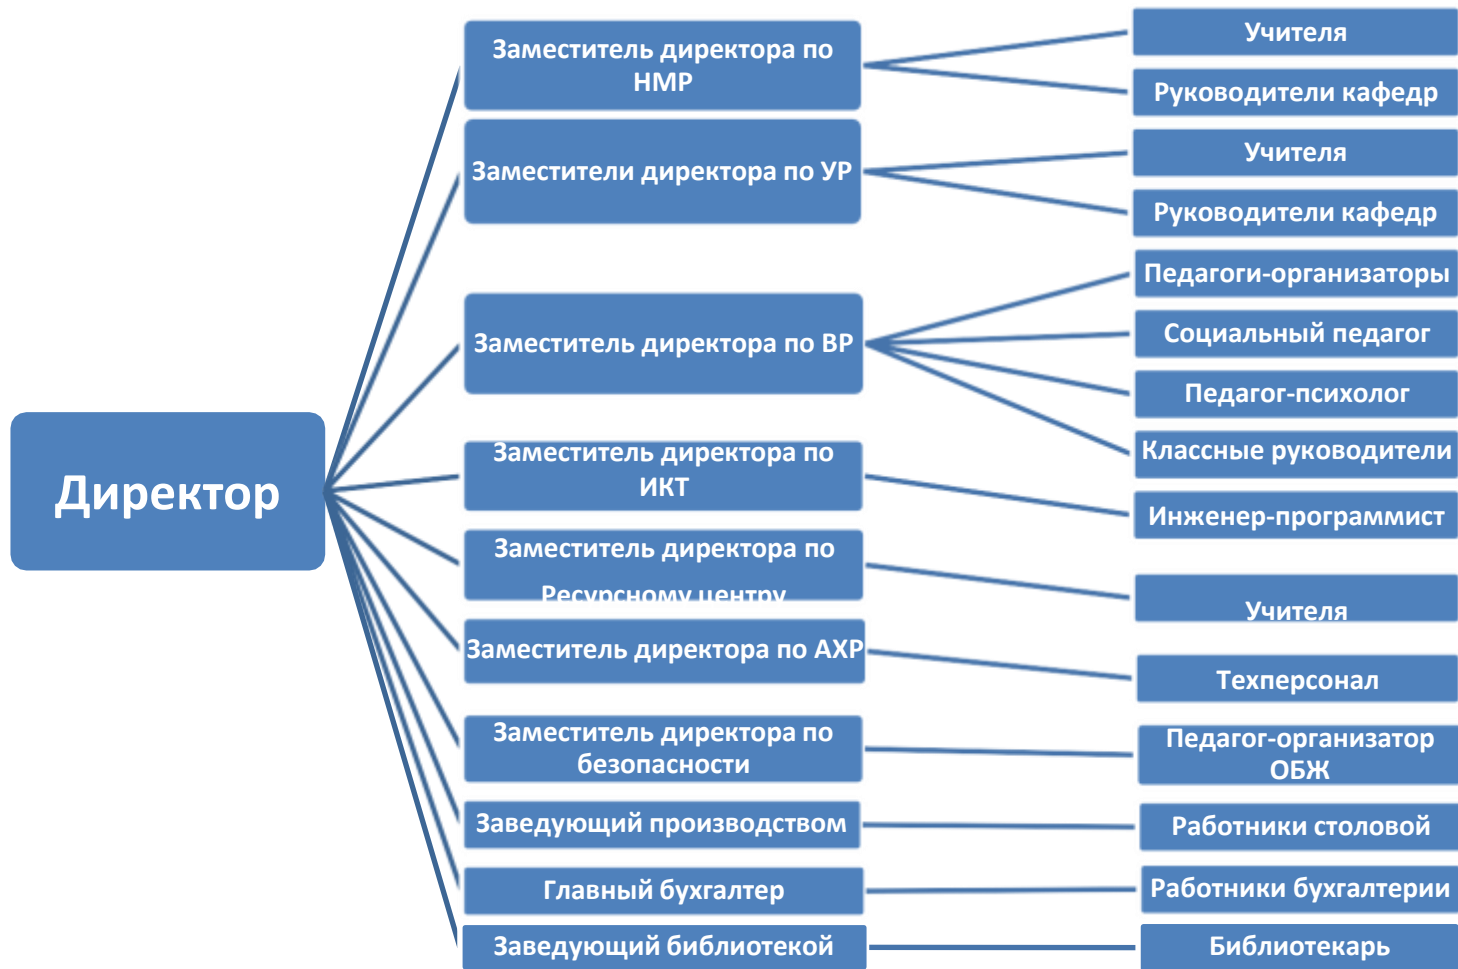 Директор
Заместитель директора по
НМР
Учителя
Руководители кафедр
Заместители директора по УР
Учителя
Руководители кафедр
Заместитель директора по ВР
Педагоги-организаторы
Социальный педагог
Педагог-психолог
Классные руководители
Заместитель директора по
ИКТ
Инженер-программист
Заместитель директора по
Ресурсному центру
Учителя
Заместитель директора по АХР
Техперсонал
Заместитель директора по
безопасности
Педагог-организатор
ОБЖ
Заведующий производством
Работники столовой
Главный бухгалтер
Работники бухгалтерии
Заведующий библиотекой
Библиотекарь